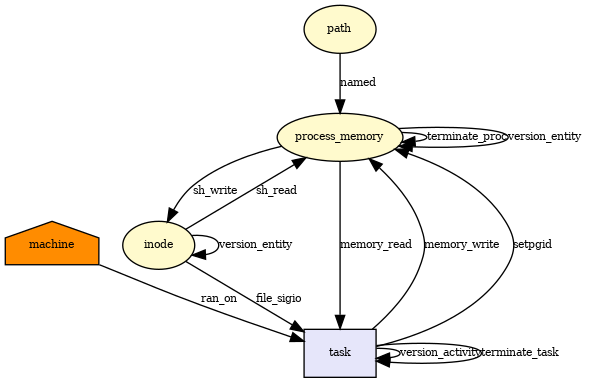 path
named
process_memory
terminate_proc
version_entity
sh_write
sh_read
machine
inode
version_entity
memory_read
memory_write
setpgid
ran_on
file_sigio
task
version_activity
terminate_task